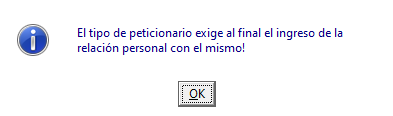 El tipo de peticionario exige al final el ingreso de la
relación personal con el mismo!
OK